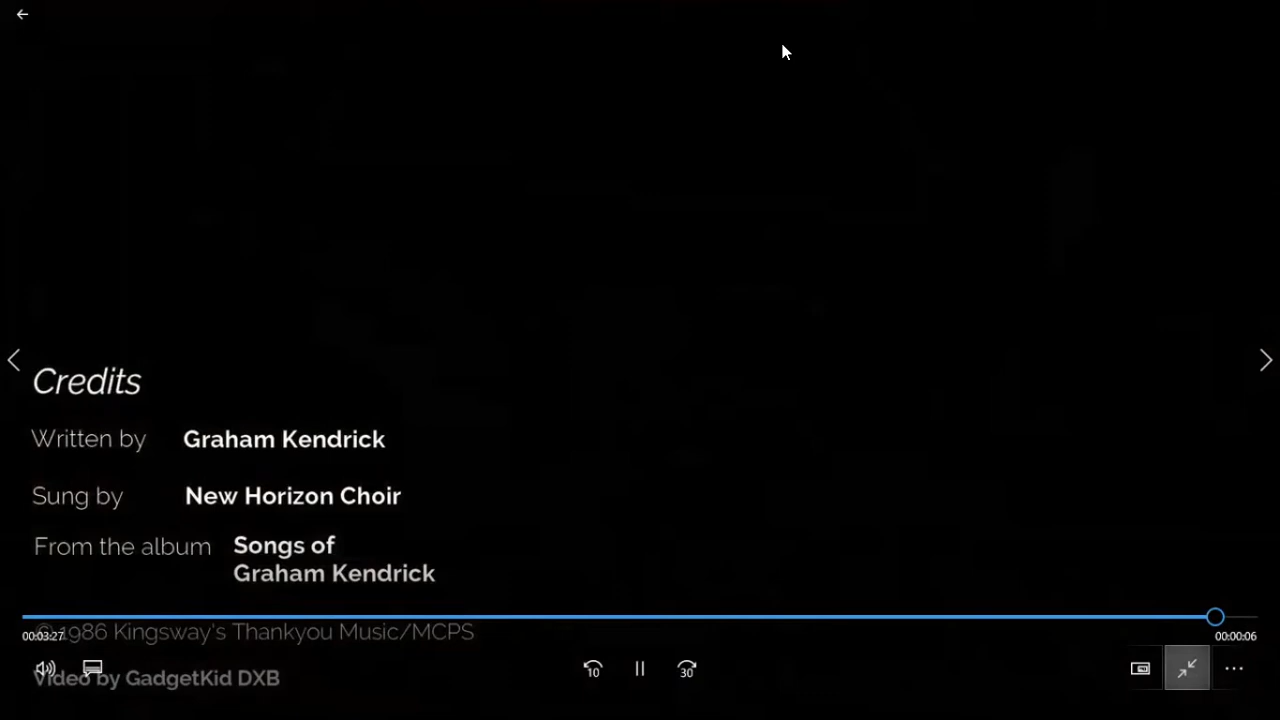 Credits
Written by Graham Kendrick
Sung by New Horizon Choir
From the album Songs of
Graham Kendrick
© 1986 Kingsway's Thankyou Music/MCPS
00:03:27
00:00:06
10
30
Video by GadgetKid DXB